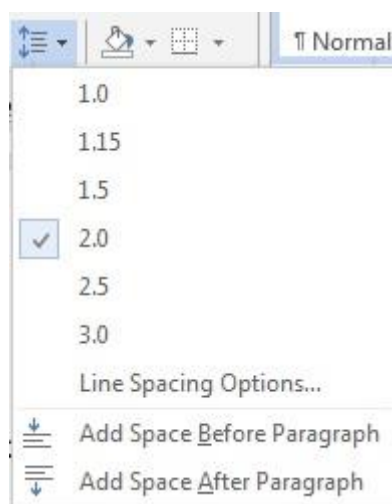 ¶ Normal
1.0
1.15
1.5
2.0
2.5
3.0
Line Spacing Options...
Add Space Before Paragraph
Add Space After Paragraph